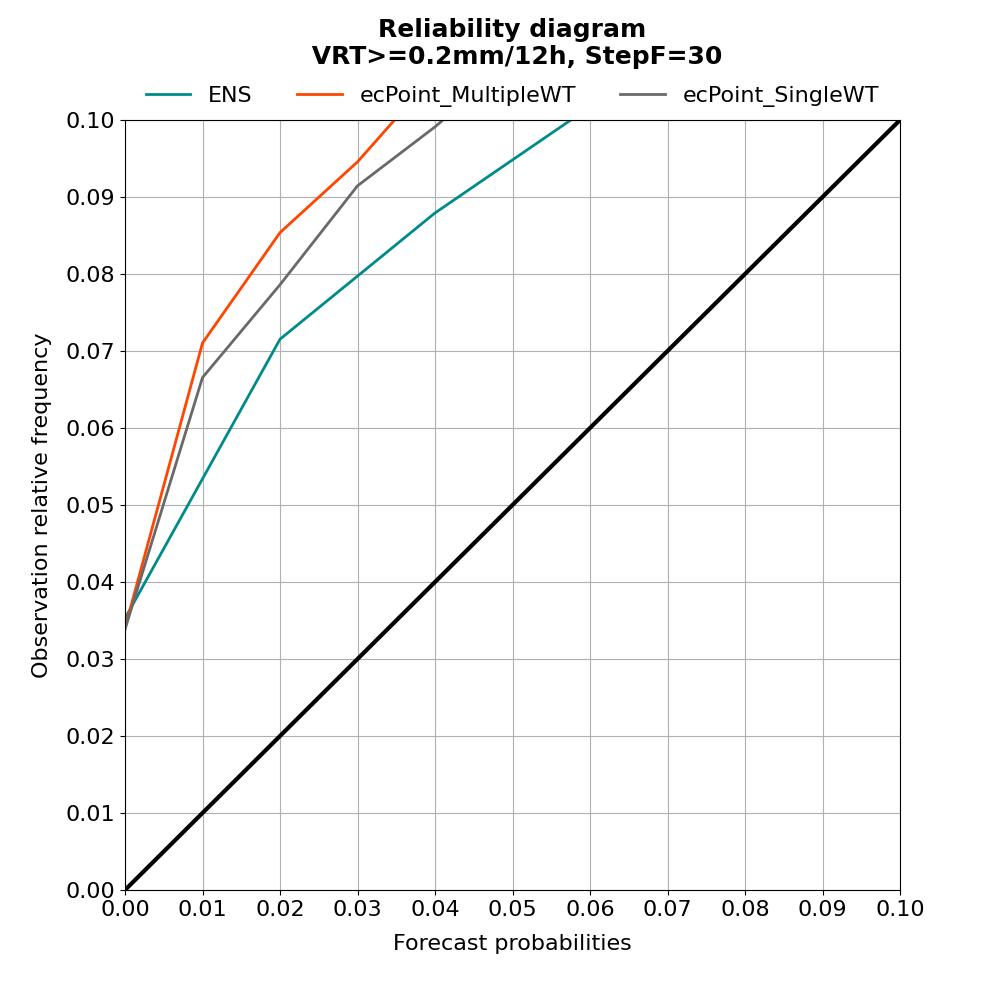 Reliability diagram
VRT>=0.2mm/12h, StepF=30
ENS ecPoint_MultipleWT ecPoint_SingleWT
0.10
0.09
0.08
0.07
0.06
0.05
0.04
0.03
0.02
0.01
0.00
Observation relative frequency
0.00 0.01 0.02 0.03 0.04 0.05 0.06 0.07 0.08 0.09 0.10
Forecast probabilities